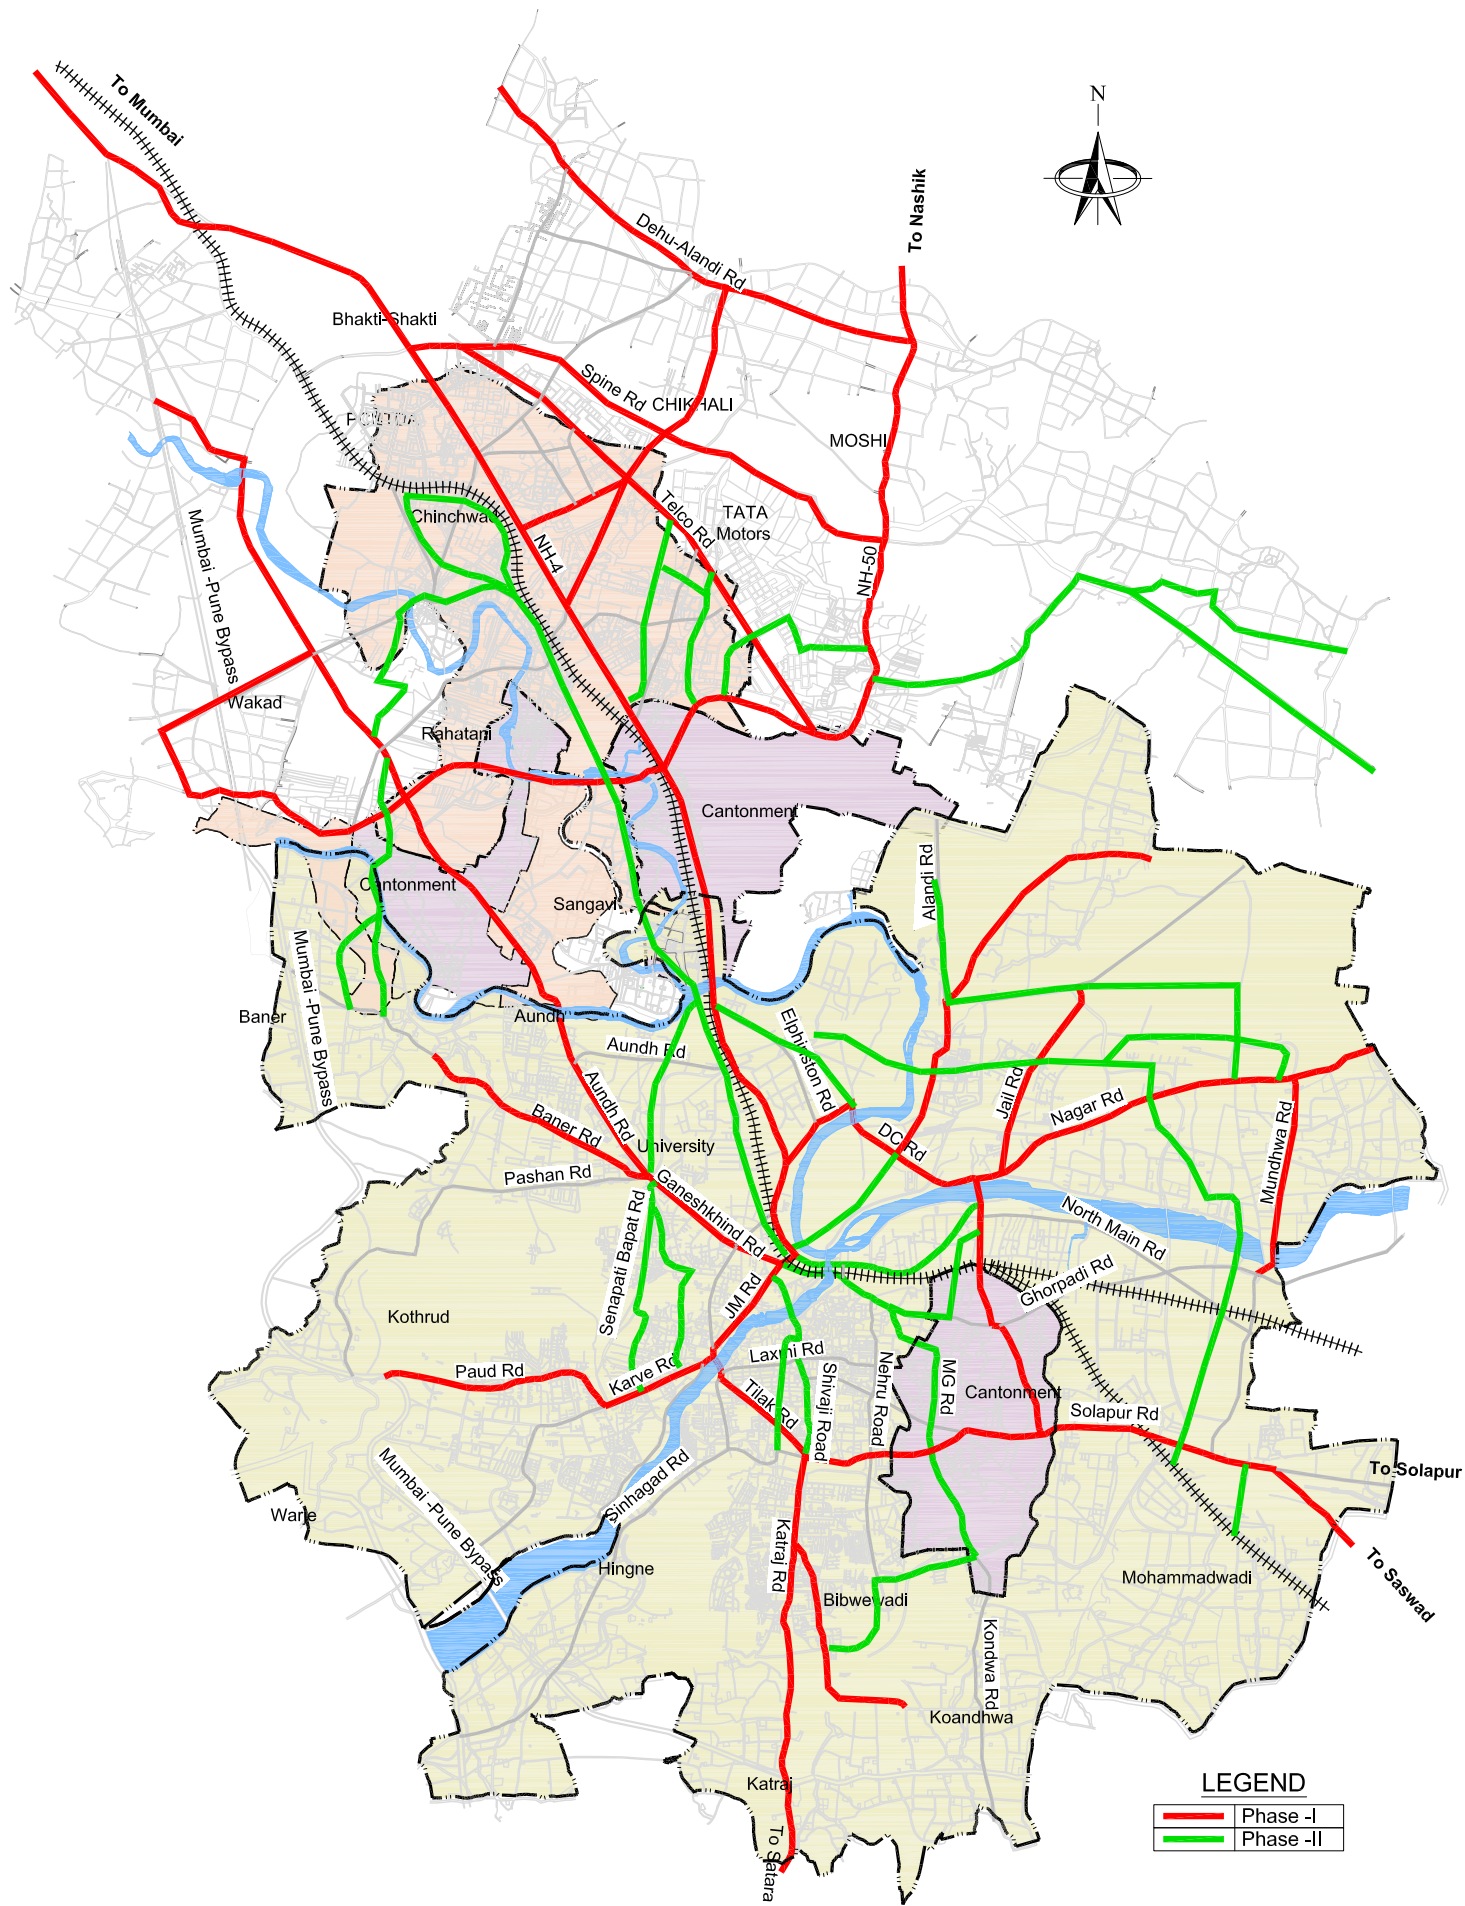 To Mumbai
N
To Nashik
Dehu-Alandi Rd
Bhakti-Shakti
Spine Rd
CHIKHALI
MOSHI
Chinchwad
Telco Rd
TATA
Motors
NH-4
NH-50
Mumbai -Pune Bypass
Wakad
Rahatani
Cantonment
Alandi Rd
Cantonment
Sangavi
Mumbai -Pune Bypass
Baner
Aundh
Aundh Rd
Elphinston Rd
Aundh Rd
Jail Rd
Nagar Rd
Baner Rd
DC Rd
Mundhwa Rd
University
Pashan Rd
Ganeshkhind Rd
North Main Rd
Senapati Bapat Rd
Ghorpadi Rd
JM Rd
Kothrud
Laxmi Rd
Paud Rd
Karve Rd
Shivaji Road
Nehru Road
MG Rd
Cantonment
Tilak Rd
Solapur Rd
To Solapur
Mumbai -Pune Bypass
Sinhagad Rd
Warje
Katraj Rd
Hingne
Bibwewadi
Mohammadwadi
To Saswad
Kondwa Rd
Koandhwa
Katraj
To Satara
LEGEND
Phase -I
Phase -II